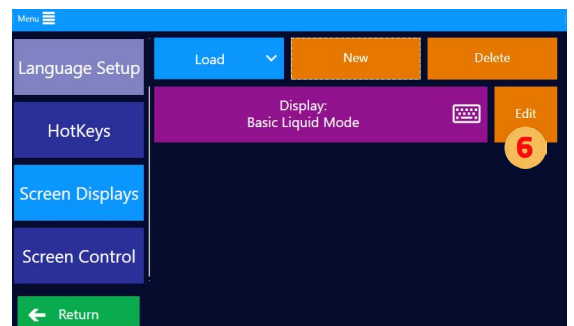 Menu
Language Setup
Load
New
Delete
Display:
Basic Liquid Mode
Edit
6
HotKeys
Screen Displays
Screen Control
Return